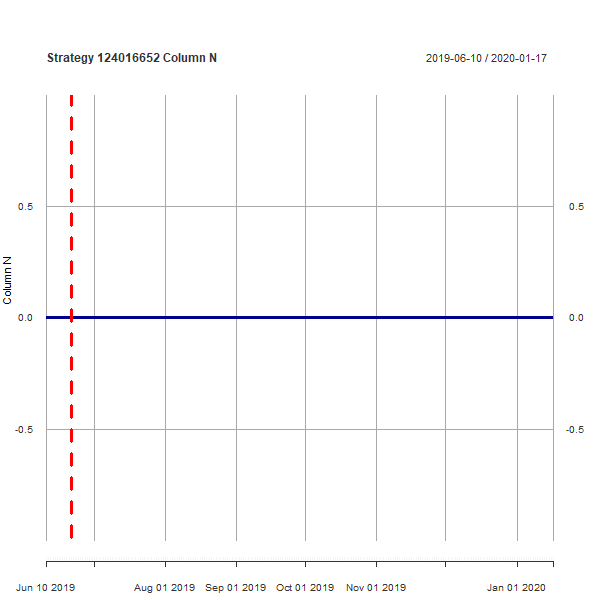 Strategy 124016652 Column N
2019-06-10 / 2020-01-17
0.5
0.5
Column N
0.0
0.0
-0.5
-0.5
Jun 10 2019
Aug 01 2019
Sep 01 2019
Oct 01 2019
Nov 01 2019
Jan 01 2020